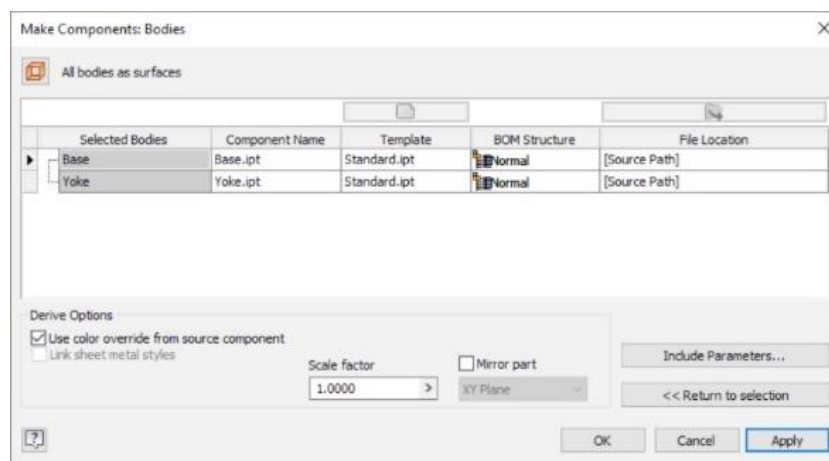 Make Components: Bodies
All bodies as surfaces
Selected Bodies Component Name Template BOM Structure File Location
Base Base.ipt Standard.ipt Normal [Source Path]
Yoke Yoke.ipt Standard.ipt Normal [Source Path]
Derive Options
Use color override from source component
Link sheet metal styles
Scale factor
Mirror part
1.0000
XY Plane
Include Parameters...
<< Return to selection
OK Cancel Apply